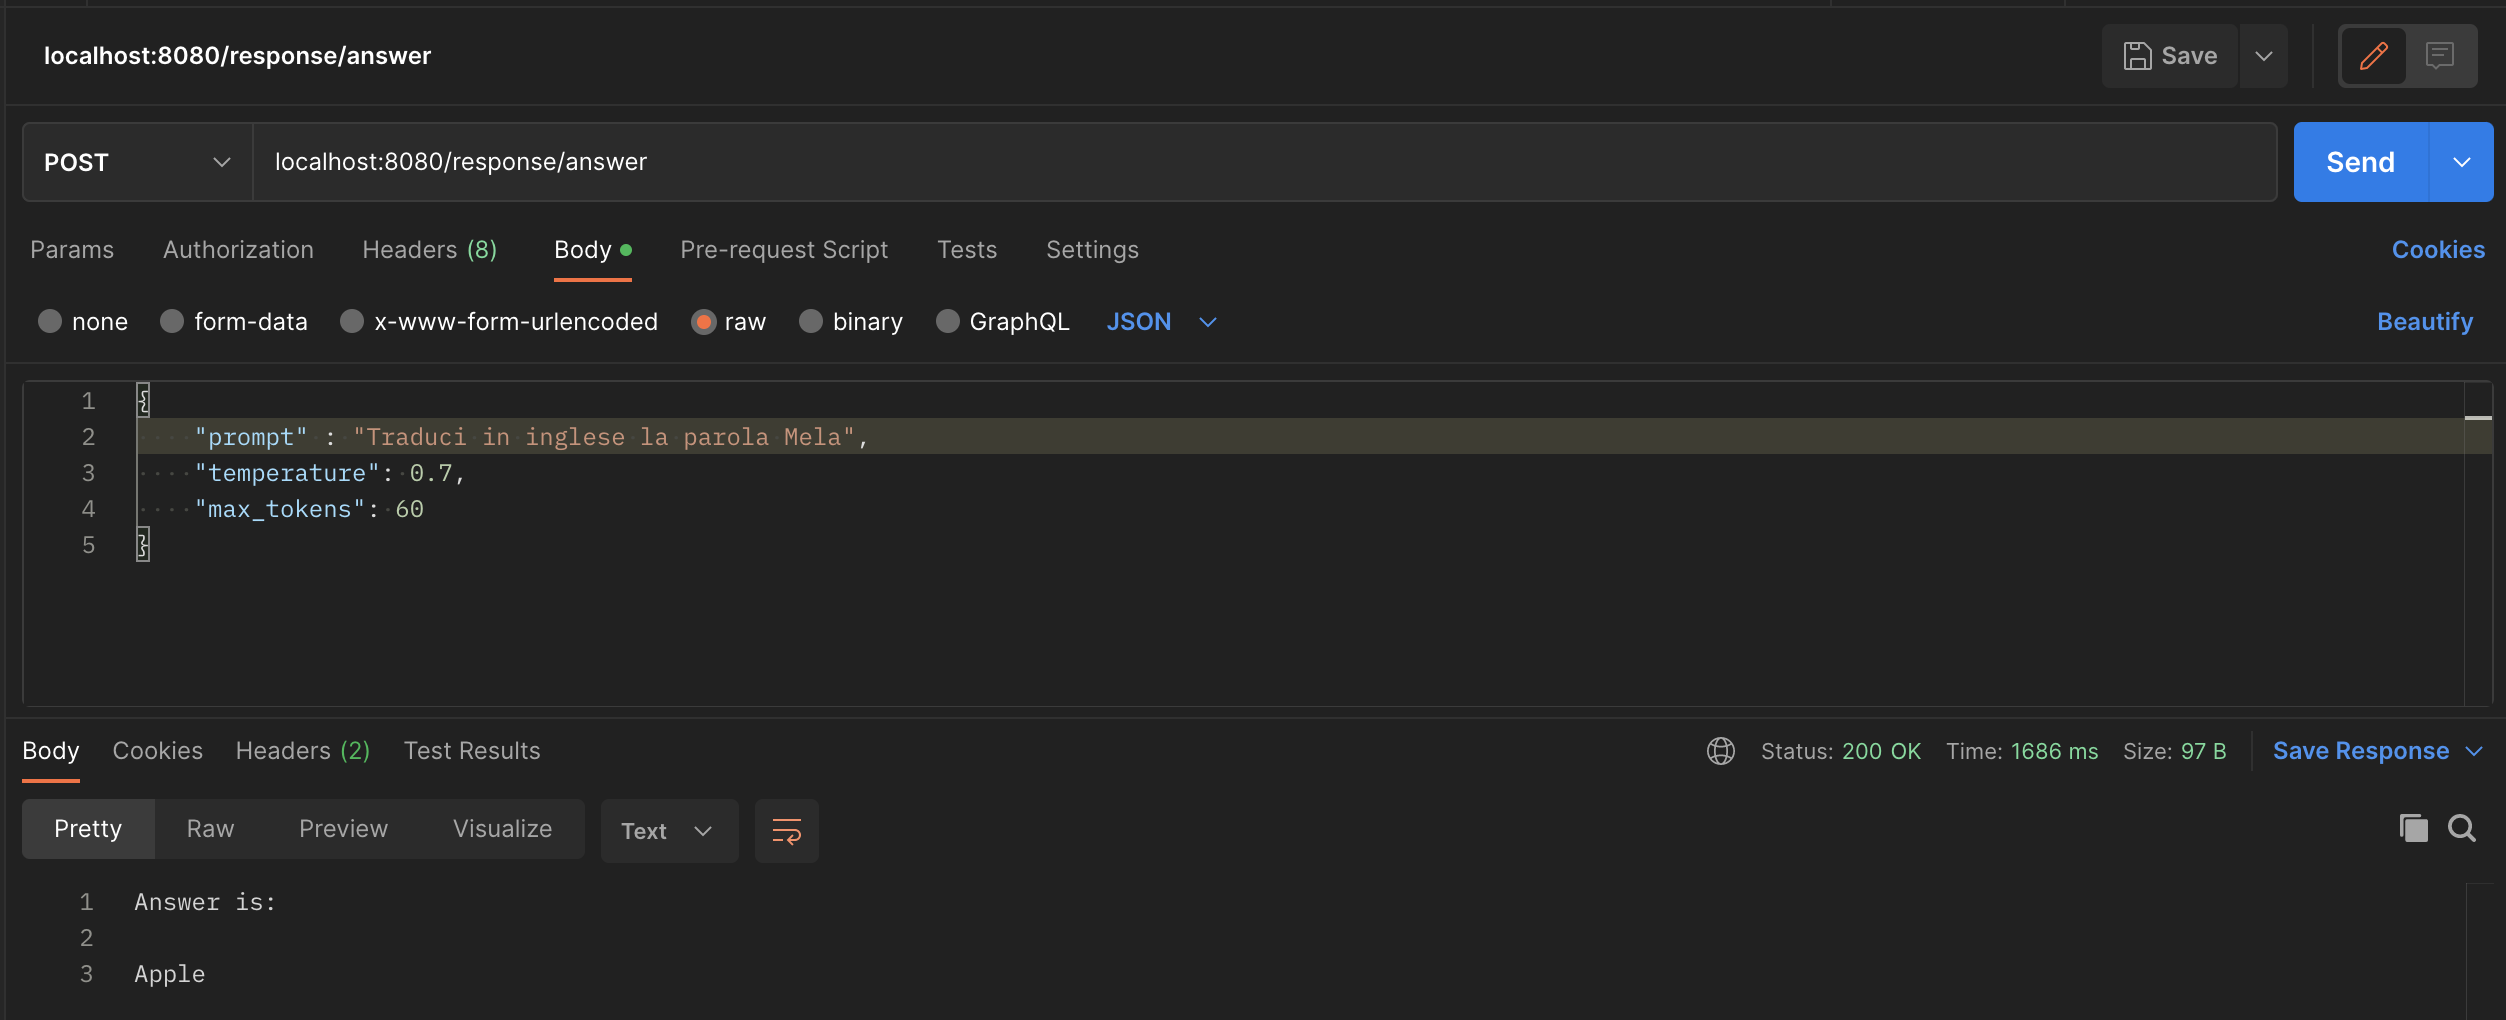 localhost:8080/response/answer
Save
POST
localhost:8080/response/answer
Send
Params Authorization Headers (8) Body Pre-request Script Tests Settings Cookies
none form-data x-www-form-urlencoded raw binary GraphQL JSON Beautify
1 {
2 "prompt" : "Traduci in inglese la parola Mela",
3 "temperature": 0.7,
4 "max_tokens": 60
5 }
Body Cookies Headers (2) Test Results Status: 200 OK Time: 1686 ms Size: 97 B Save Response
Pretty Raw Preview Visualize Text
1 Answer is:
2
3 Apple